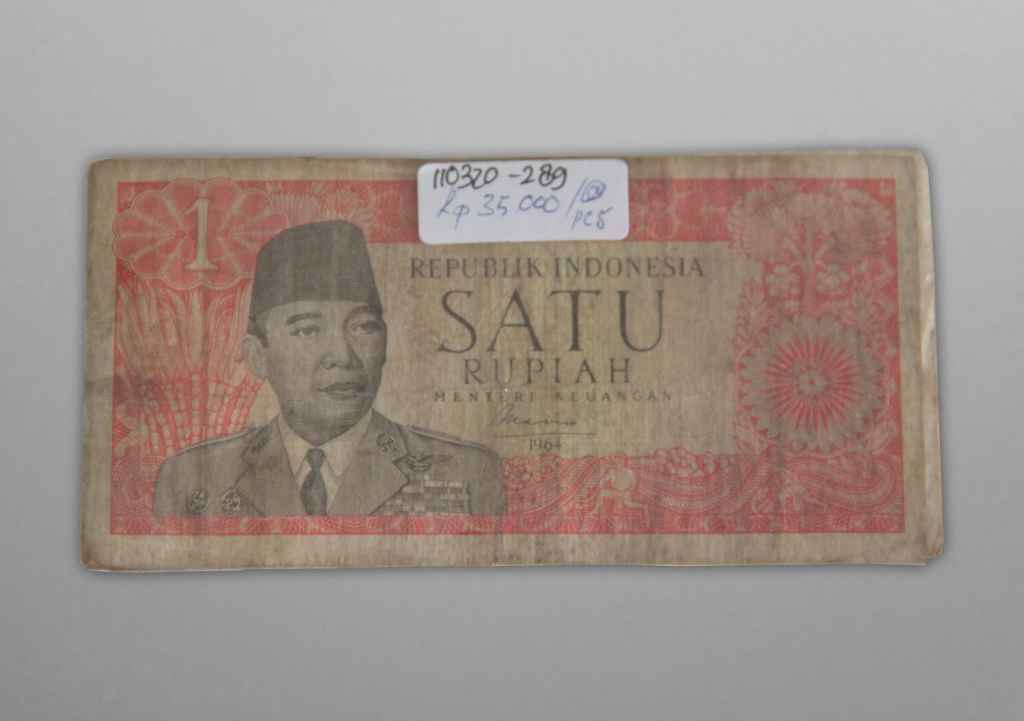 110320-289
Rp 35.000 /@
pcs
1
REPUBLIK INDONESIA
SATU
RUPIAH
MENTERI KEUANGAN
1964